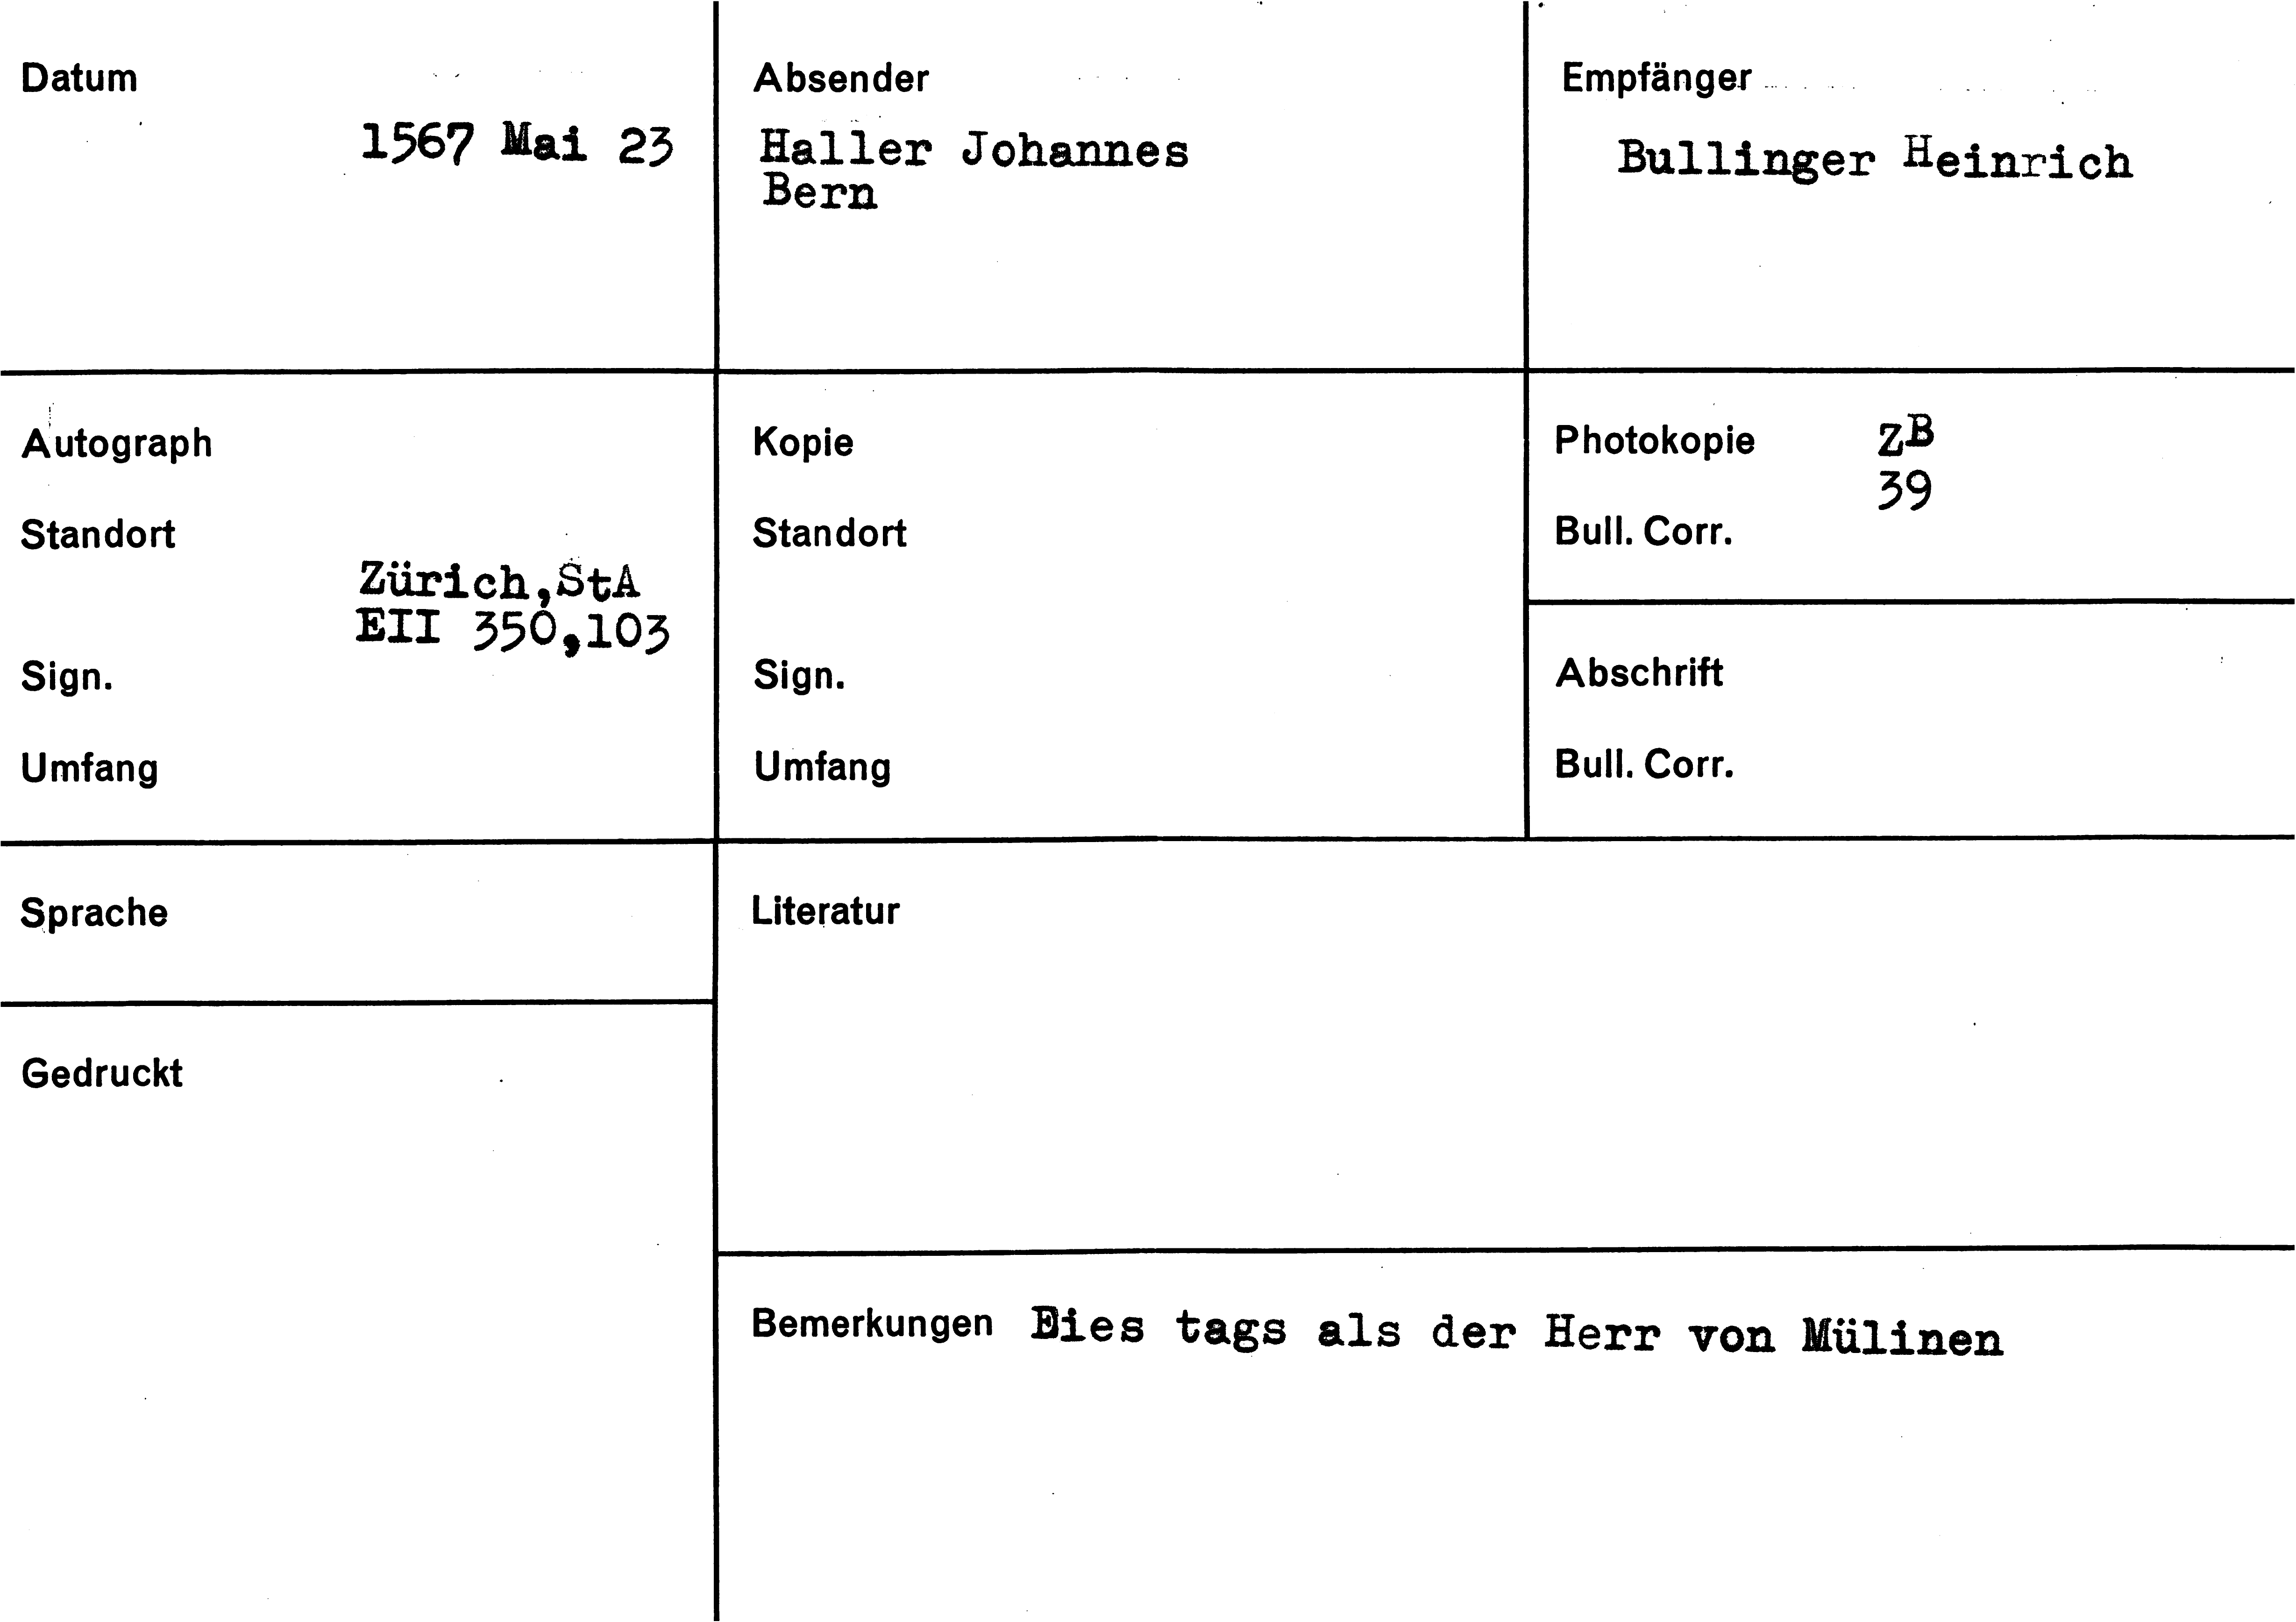 Datum
1567 Mai 23
Absender
Haller Johannes
Bern
Empfänger
Bullinger Heinrich
Autograph
Standort
Zürich,StA
EII 350,103
Sign.
Umfang
Kopie
Standort
Sign.
Umfang
Photokopie ZB
39
Bull. Corr.
Abschrift
Bull. Corr.
Sprache
Gedruckt
Literatur
Bemerkungen Dies tags als der Herr von Mülinen